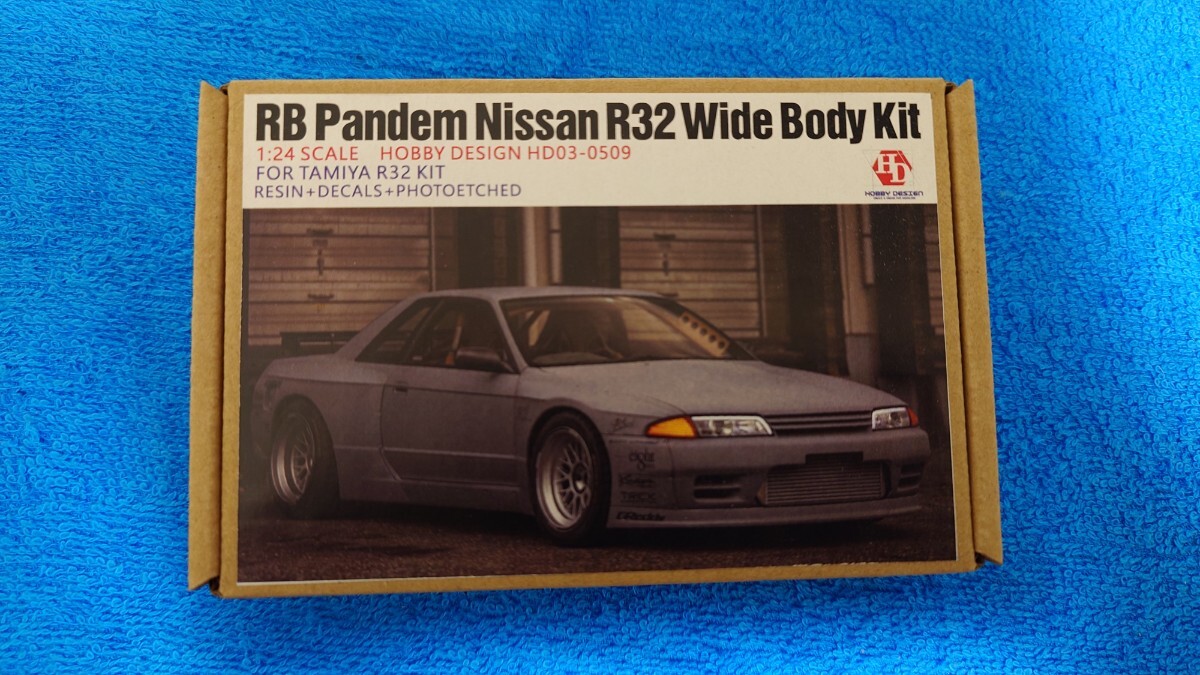 RB Pandem Nissan R32 Wide Body Kit
1:24 SCALE HOBBY DESIGN HD03-0509
FOR TAMIYA R32 KIT
RESIN+DECALS+PHOTOETCHED
HD
HOBBY DESIGN
GReddy